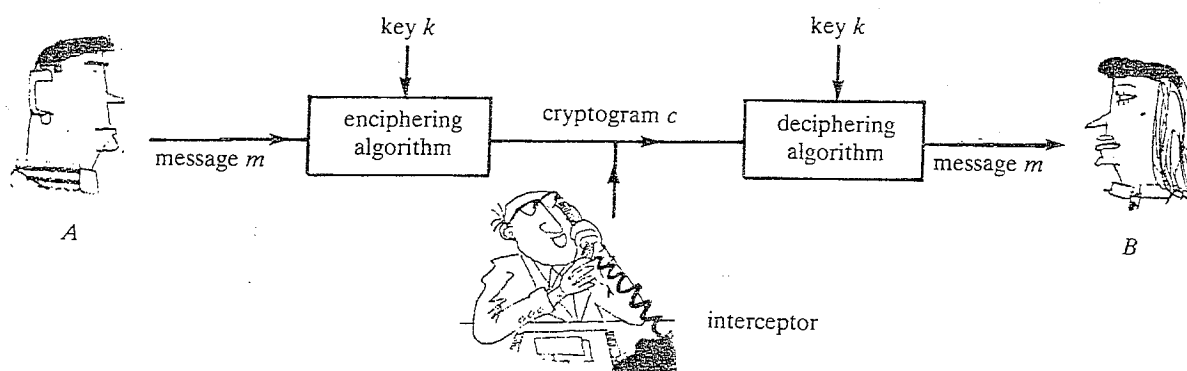 key k
key k
enciphering
algorithm
cryptogram c
deciphering
algorithm
message m
message m
A
B
interceptor